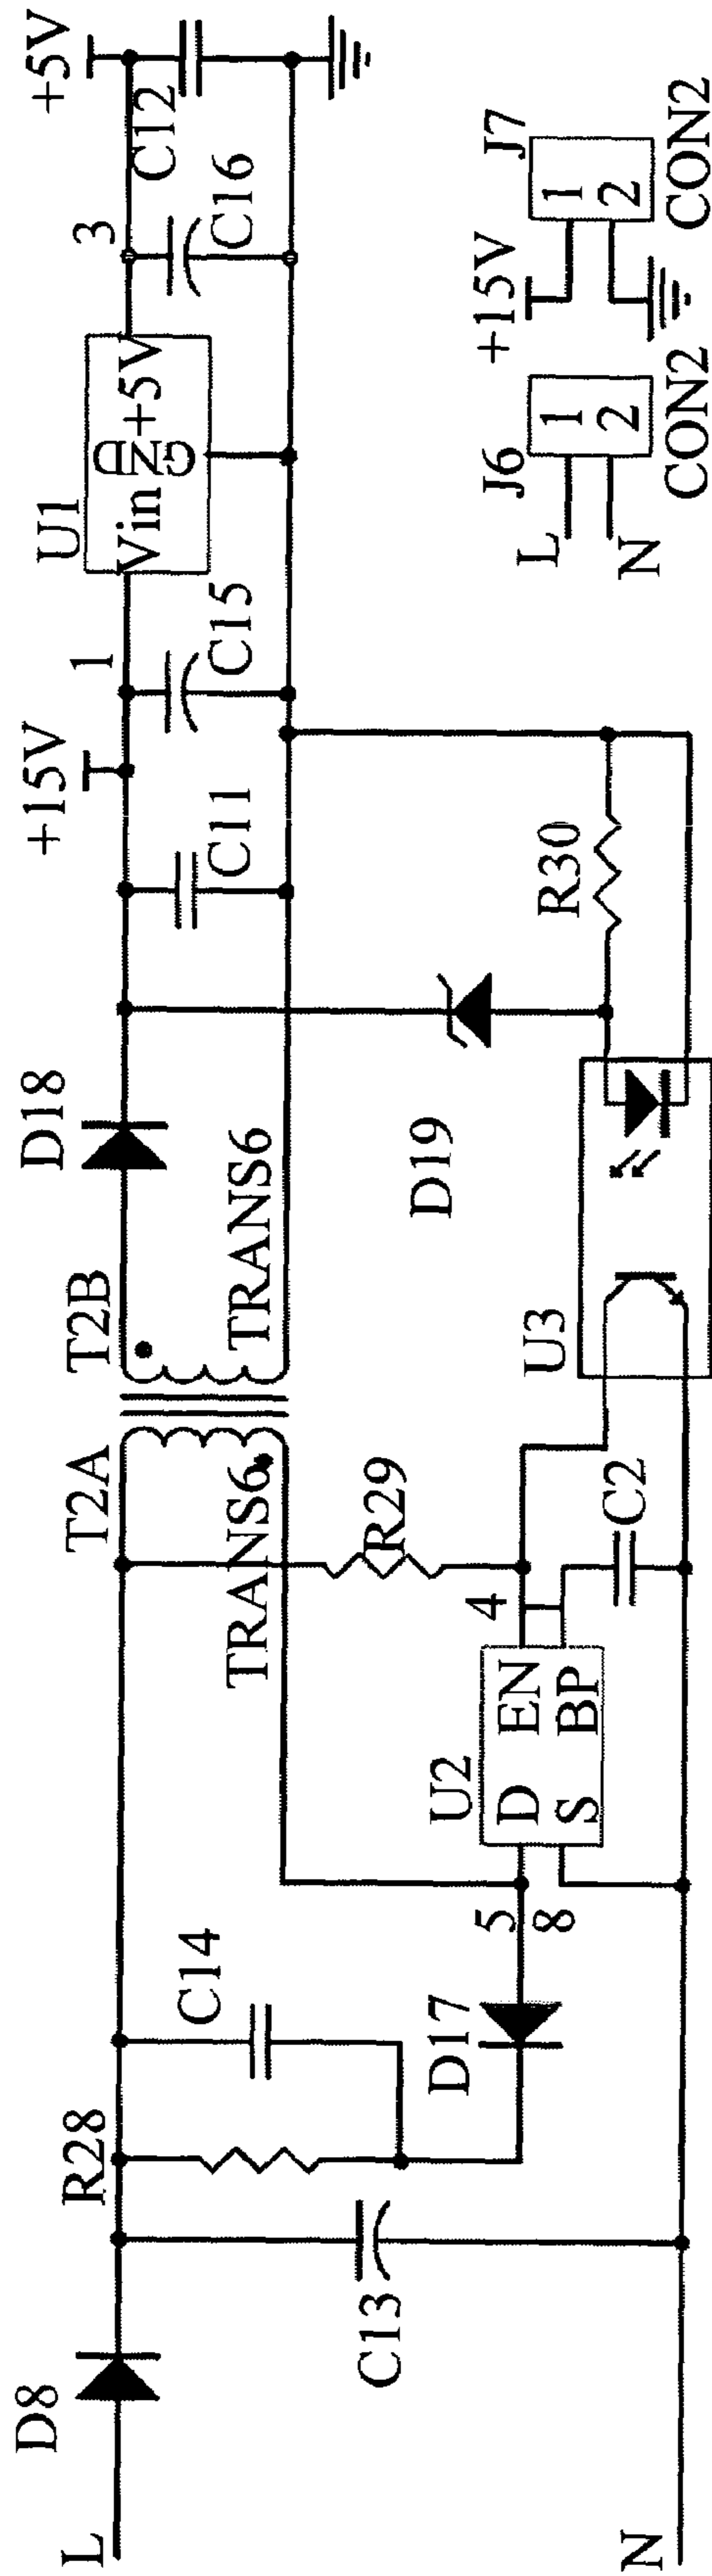 L
D8
C13
R28
C14
D17
5
8
U2
D
EN
S
BP
4
C2
R29
T2A
TRANS6
T2B
TRANS6
U3
D18
D19
R30
C11
+15V
C15
1
U1
Vin
GND
+5V
3
C16
C12
+5V
N
J6
L
N
1
2
CON2
+15V
J7
1
2
CON2